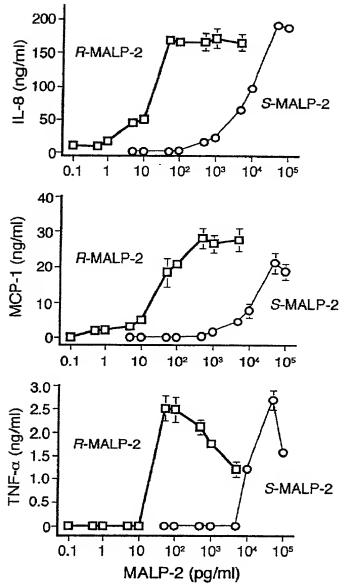 200
150
100
50
0
IL-8 (ng/ml)
R-MALP-2
S-MALP-2
0.1 1 10 10² 10³ 10⁴ 10⁵
40
30
20
10
0
MCP-1 (ng/ml)
R-MALP-2
S-MALP-2
0.1 1 10 10² 10³ 10⁴ 10⁵
3.0
2.5
2.0
1.5
1.0
0.5
0
TNF-α (ng/ml)
R-MALP-2
S-MALP-2
0.1 1 10 10² 10³ 10⁴ 10⁵
MALP-2 (pg/ml)